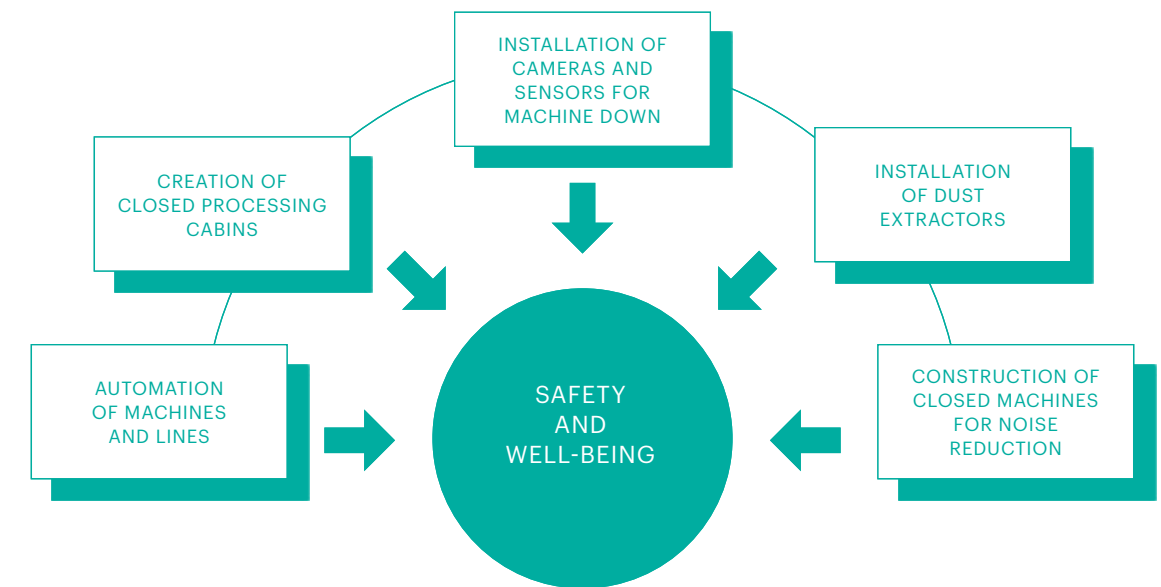 INSTALLATION OF
CAMERAS AND
SENSORS FOR
MACHINE DOWN
CREATION OF
CLOSED PROCESSING
CABINS
INSTALLATION
OF DUST
EXTRACTORS
AUTOMATION
OF MACHINES
AND LINES
SAFETY
AND
WELL-BEING
CONSTRUCTION OF
CLOSED MACHINES
FOR NOISE
REDUCTION